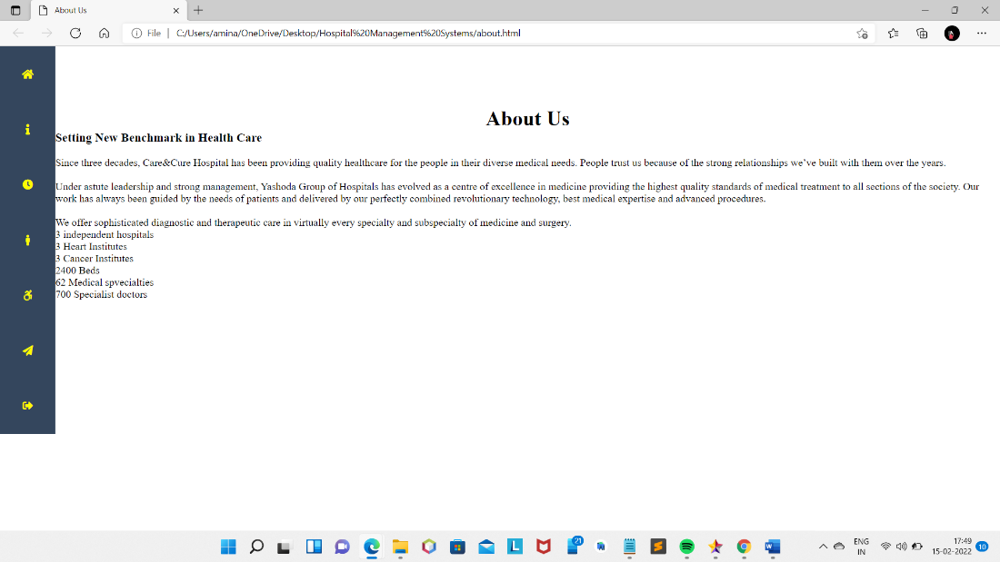 About Us
File
C:/Users/amina/OneDrive/Desktop/Hospital%20Management%20Systems/about.html
About Us
Setting New Benchmark in Health Care
Since three decades, Care&Cure Hospital has been providing quality healthcare for the people in their diverse medical needs. People trust us because of the strong relationships we've built with them over the years.
Under astute leadership and strong management, Yashoda Group of Hospitals has evolved as a centre of excellence in medicine providing the highest quality standards of medical treatment to all sections of the society. Our
work has always been guided by the needs of patients and delivered by our perfectly combined revolutionary technology, best medical expertise and advanced procedures.
We offer sophisticated diagnostic and therapeutic care in virtually every specialty and subspecialty of medicine and surgery.
3 independent hospitals
3 Heart Institutes
3 Cancer Institutes
2400 Beds
62 Medical spvecialties
700 Specialist doctors
L
21
S
W
ENG
IN
17:49
15-02-2022
10